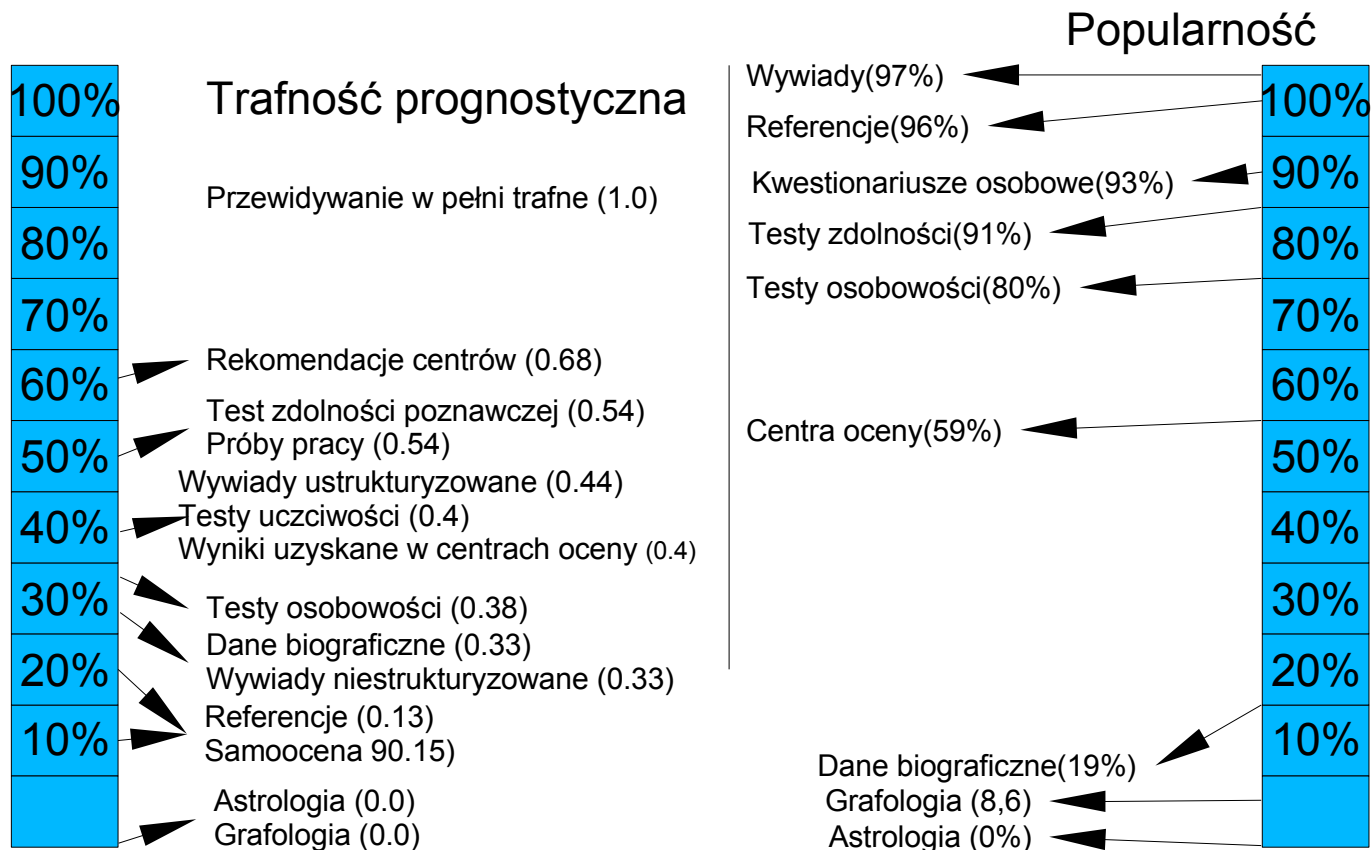 Popularność
Trafność prognostyczna
100%
90%
80%
70%
60%
50%
40%
30%
20%
10%
Przewidywanie w pełni trafne (1.0)
Rekomendacje centrów (0.68)
Test zdolności poznawczej (0.54)
Próby pracy (0.54)
Wywiady ustrukturyzowane (0.44)
Testy uczciwości (0.4)
Wyniki uzyskane w centrach oceny (0.4)
Testy osobowości (0.38)
Dane biograficzne (0.33)
Wywiady niestrukturyzowane (0.33)
Referencje (0.13)
Samoocena 90.15)
Astrologia (0.0)
Grafologia (0.0)
Wywiady(97%)
Referencje(96%)
Kwestionariusze osobowe(93%)
Testy zdolności(91%)
Testy osobowości(80%)
Centra oceny(59%)
Dane biograficzne(19%)
Grafologia (8,6)
Astrologia (0%)
100%
90%
80%
70%
60%
50%
40%
30%
20%
10%